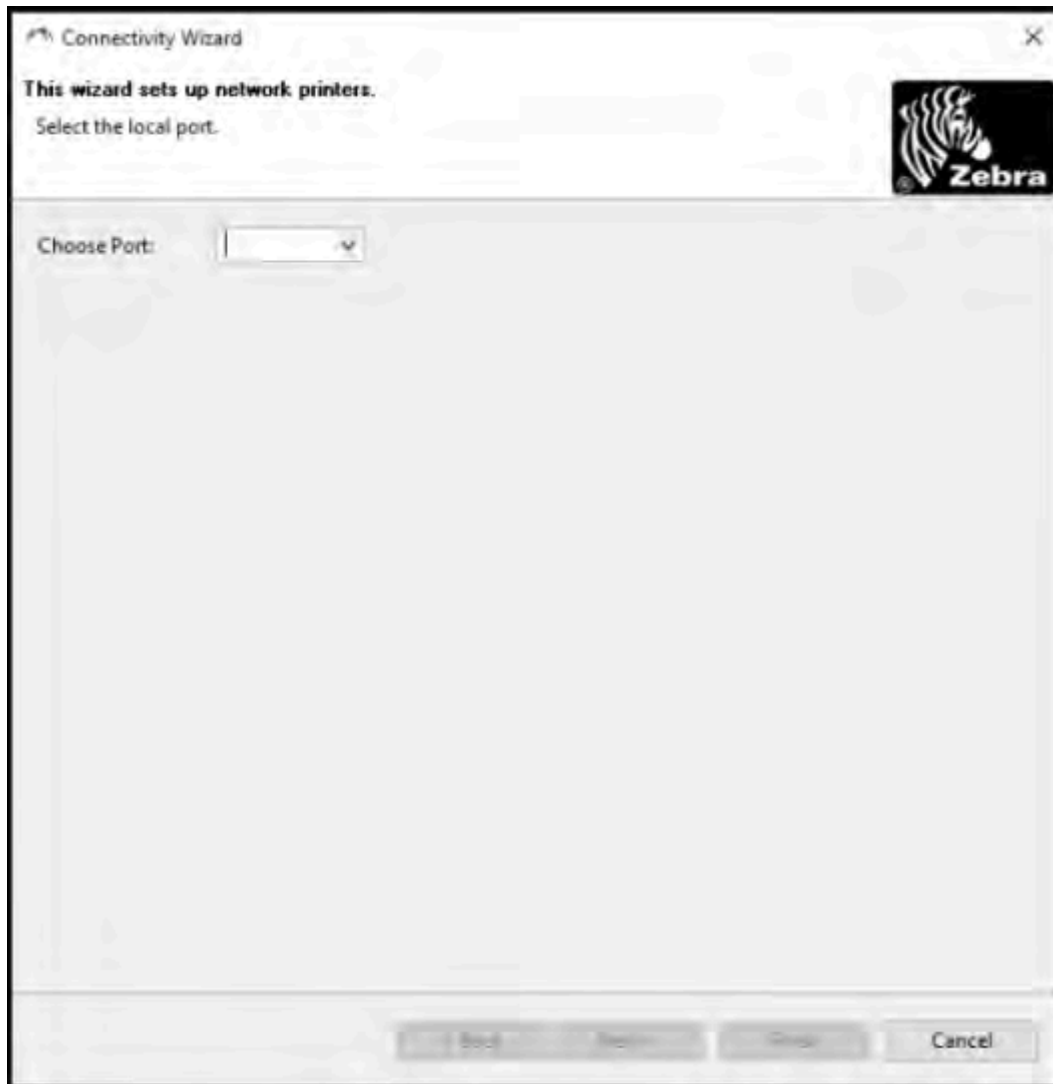 Connectivity Wizard
This wizard sets up network printers.
Select the local port.
® Zebra
Choose Port:
Cancel